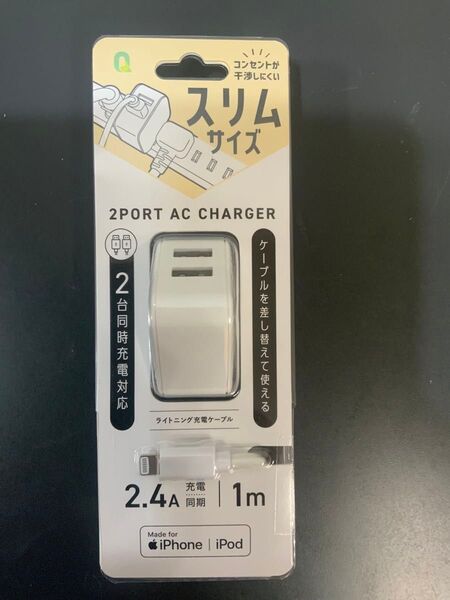 Q
コンセントが
干渉しにくい
スリム
サイズ
2PORT AC CHARGER
2台同時充電対応
ケーブルを差し替えて使える
ライトニング充電ケーブル
2.4A 充電 同期 1m
Made for
iPhone | iPod